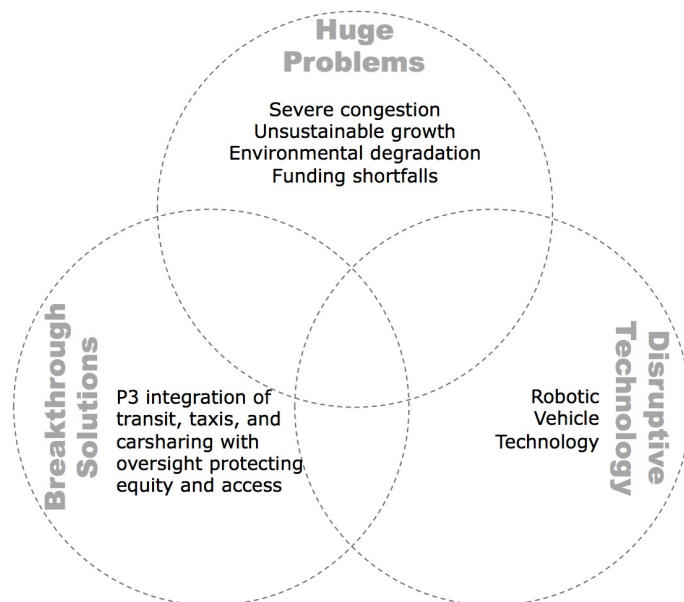 Huge
Problems
Severe congestion
Unsustainable growth
Environmental degradation
Funding shortfalls
Breakthrough
Solutions
P3 integration of
transit, taxis, and
carsharing with
oversight protecting
equity and access
Robotic
Vehicle
Technology
Disruptive
Technology